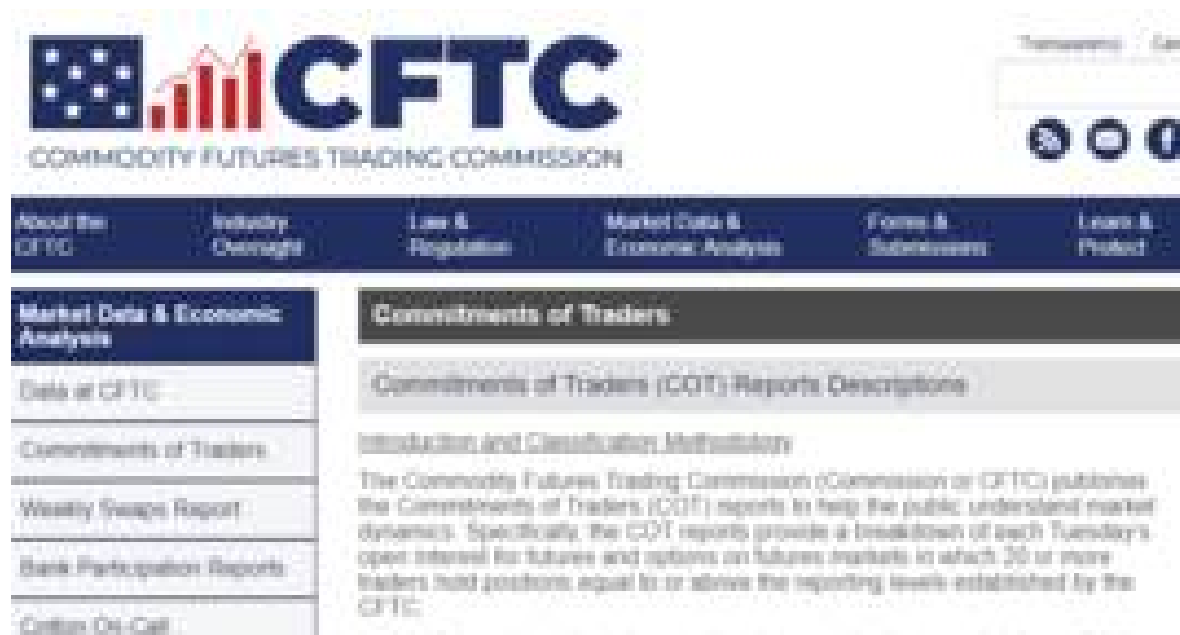 CFTC
COMMODITY FUTURES TRADING COMMISSION
Transparency
About the
CFTC
Industry
Oversight
Law &
Regulation
Market Data &
Economic Analysis
Forms &
Submissions
Learn &
Protect
Market Data & Economic
Analysis
Data at CFTC
Commitments of Traders
Weekly Swaps Report
Bank Participation Reports
Cotton On-Call
Commitments of Traders
Commitments of Traders (COT) Reports Descriptions
Introduction and Classification Methodology
The Commodity Futures Trading Commission (Commission or CFTC) publishes
the Commitments of Traders (COT) reports to help the public understand market
dynamics. Specifically, the COT reports provide a breakdown of each Tuesday's
open interest for futures and options on futures markets in which 20 or more
traders hold positions equal to or above the reporting levels established by the
CFTC.